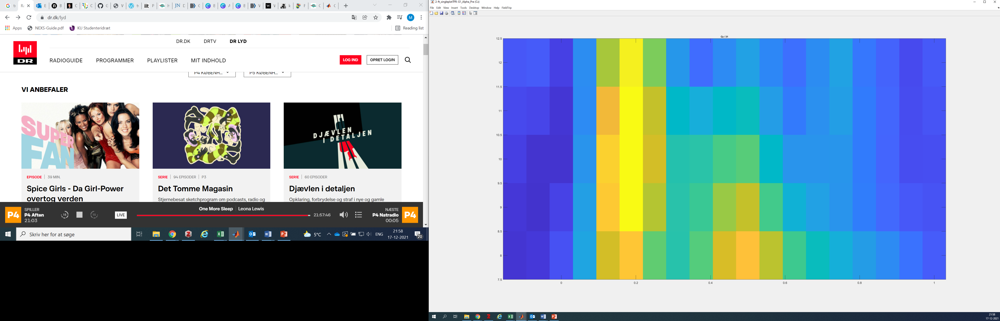 dr.dk/lyd
Apps NEXS-Guide.pdf KU Studenteridræt Reading list
DR.DK DRTV DR LYD
DR
RADIOGUIDE PROGRAMMER PLAYLISTER MIT INDHOLD LOG IND OPRET LOGIN
P4 KØBENH... P5 KØBENH...
VI ANBEFALER
SUPER
FAN
DJÆVLEN
I DETALJEN
EPISODE 39 MIN.
Spice Girls - Da Girl-Power
overtog verden
SERIE 94 EPISODER P3
Det Tomme Magasin
Stjernebesat sketchprogram om podcasts, radio og
SERIE 60 EPISODER
Djævlen i detaljen
Opklaring, forbrydelse og straf i nye og gamle
P4
SPILLER
P4 Aften
21:03
15
15
LIVE
One More Sleep Leona Lewis
21:57:46
NÆSTE
P4 Natradio
00:05
P4
Skriv her for at søge
5°C
ENG
21:58
17-12-2021
20
2: ft_singleplotTFR: G1_Alpha_Pre (Cz)
File Edit View Insert Tools Desktop Window Help FieldTrip
Cz / 31
12.5
12
11.5
11
10.5
10
9.5
9
8.5
8
7.5
0 0.2 0.4 0.6 0.8 1
21:58
17-12-2021